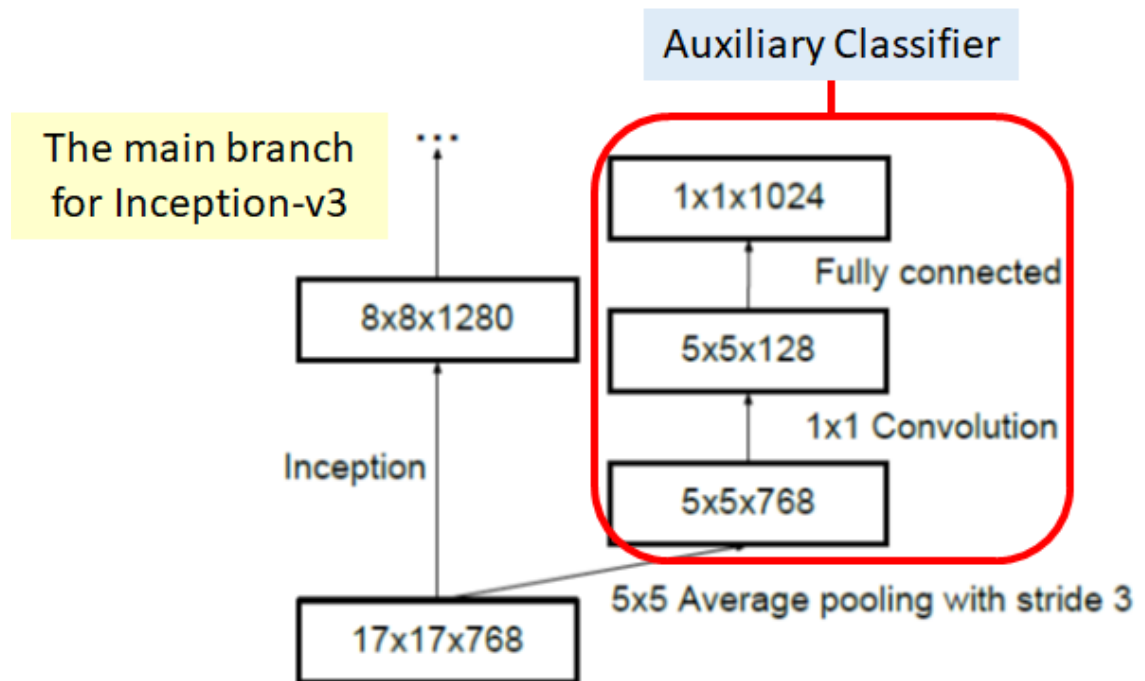 Auxiliary Classifier
The main branch
for Inception-v3
...
1x1x1024
Fully connected
8x8x1280
5x5x128
1x1 Convolution
Inception
5x5x768
5x5 Average pooling with stride 3
17x17x768